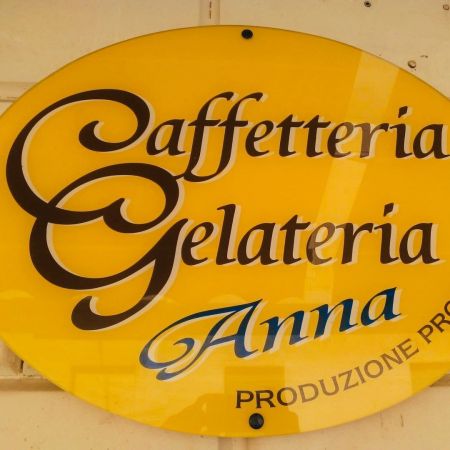 Caffetteria
Gelateria
Anna
PRODUZIONE